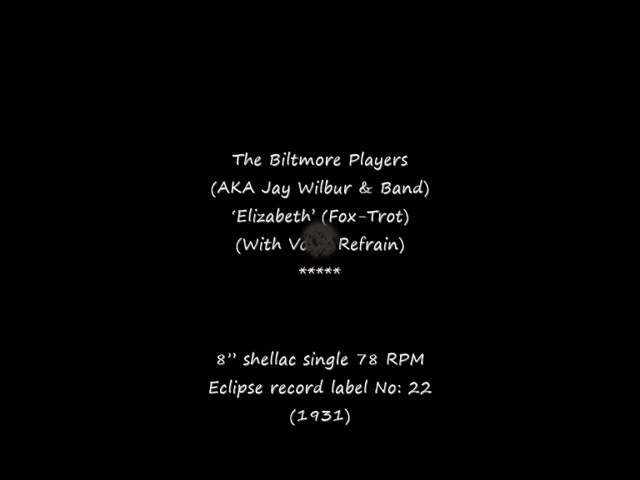 The Biltmore Players
(AKA Jay Wilbur & Band)
‘Elizabeth’ (Fox-Trot)
(With Refrain)
*****
8” shellac single 78 RPM
Eclipse record label No: 22
(1931)